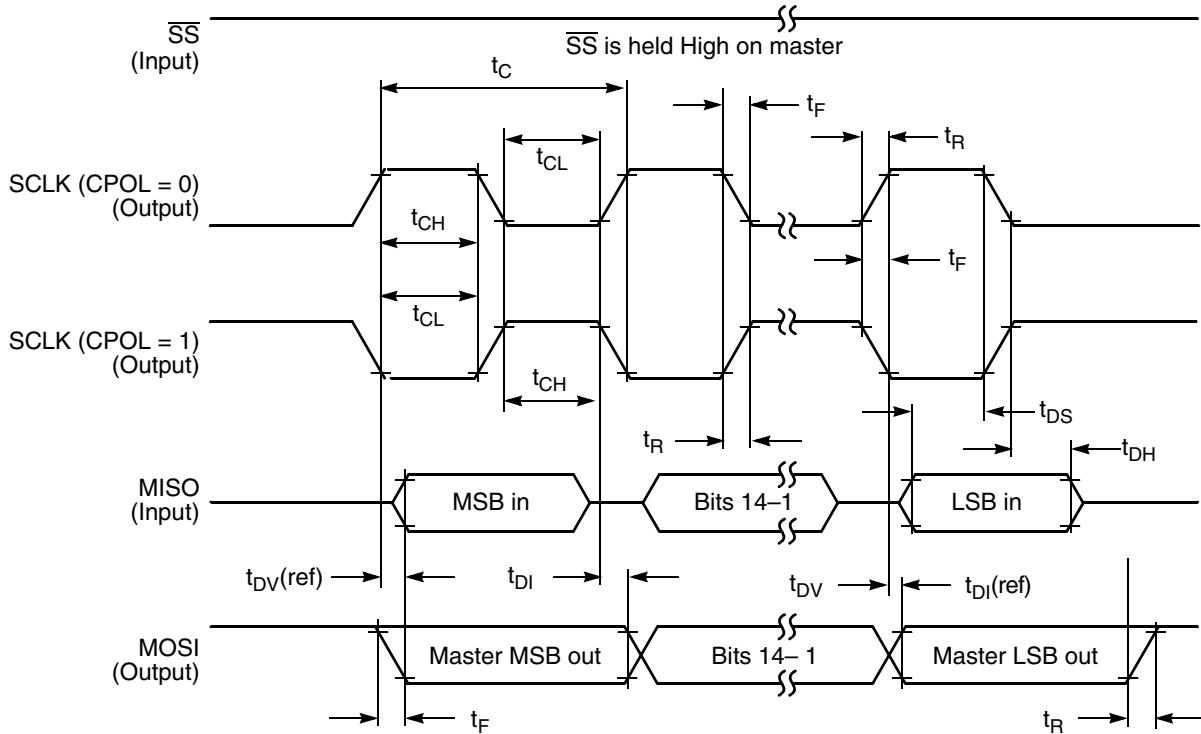 SS
(Input)
SS is held High on master
tC
tF
tR
tCL
SCLK (CPOL = 0)
(Output)
tCH
tF
tCL
SCLK (CPOL = 1)
(Output)
tCH
tDS
tR
tDH
MISO
(Input)
MSB in
Bits 14–1
LSB in
tDV(ref)
tDI
tDV
tDI(ref)
MOSI
(Output)
Master MSB out
Bits 14– 1
Master LSB out
tF
tR